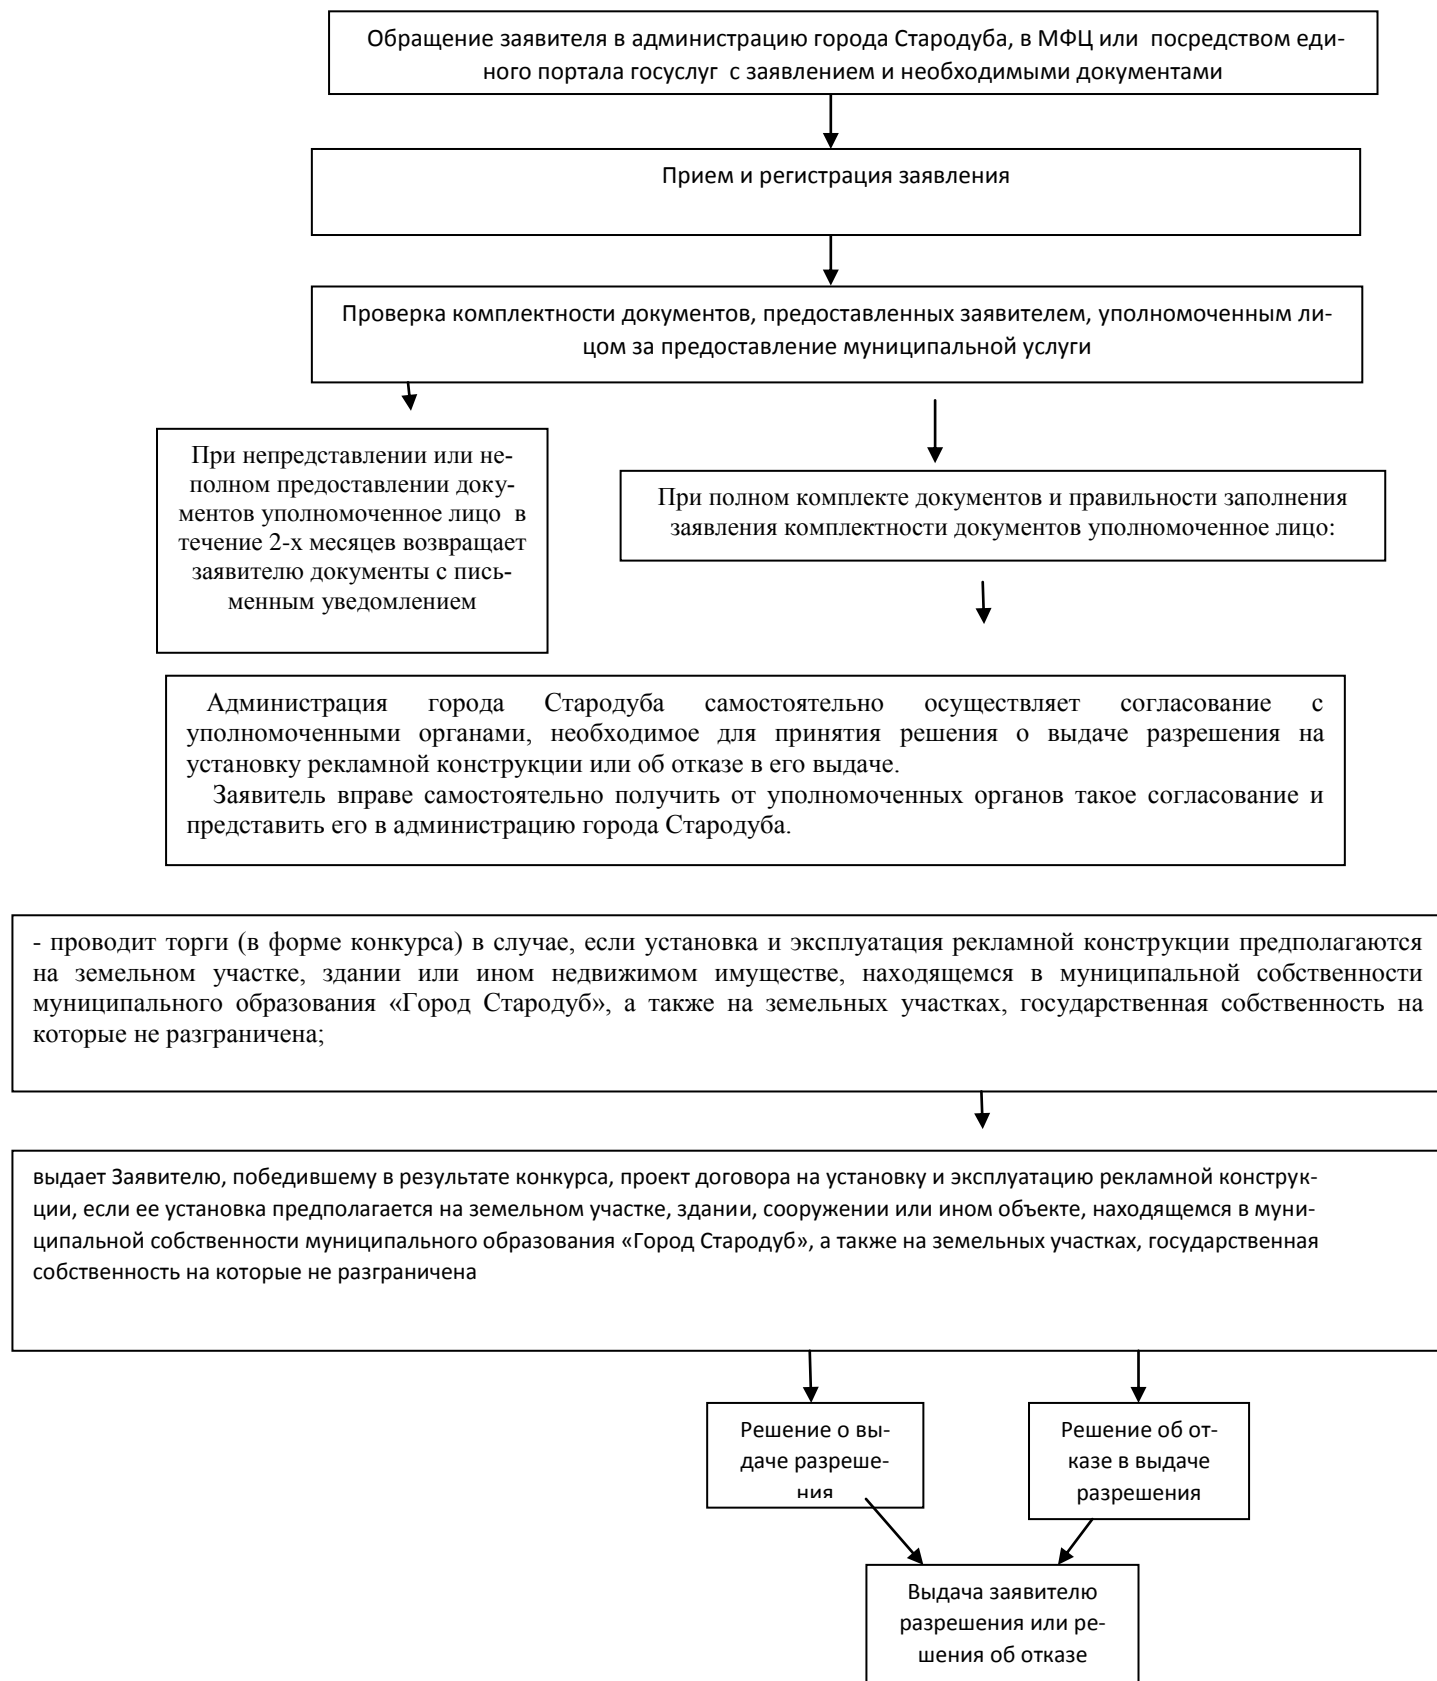 Обращение заявителя в администрацию города Стародуба, в МФЦ или посредством еди-
ного портала госуслуг с заявлением и необходимыми документами
Прием и регистрация заявления
Проверка комплектности документов, предоставленных заявителем, уполномоченным ли-
цом за предоставление муниципальной услуги
При непредставлении или не-
полном предоставлении доку-
ментов уполномоченное лицо в
течение 2-х месяцев возвращает
заявителю документы с пись-
менным уведомлением
При полном комплекте документов и правильности заполнения
заявления комплектности документов уполномоченное лицо:
Администрация города Стародуба самостоятельно осуществляет согласование с
уполномоченными органами, необходимое для принятия решения о выдаче разрешения на
установку рекламной конструкции или об отказе в его выдаче.
Заявитель вправе самостоятельно получить от уполномоченных органов такое согласование и
представить его в администрацию города Стародуба.
- проводит торги (в форме конкурса) в случае, если установка и эксплуатация рекламной конструкции предполагаются
на земельном участке, здании или ином недвижимом имуществе, находящемся в муниципальной собственности
муниципального образования «Город Стародуб», а также на земельных участках, государственная собственность на
которые не разграничена;
выдает Заявителю, победившему в результате конкурса, проект договора на установку и эксплуатацию рекламной конструк-
ции, если ее установка предполагается на земельном участке, здании, сооружении или ином объекте, находящемся в муни-
ципальной собственности муниципального образования «Город Стародуб», а также на земельных участках, государственная
собственность на которые не разграничена
Решение о вы-
даче разреше-
ния
Решение об от-
казе в выдаче
разрешения
Выдача заявителю
разрешения или ре-
шения об отказе